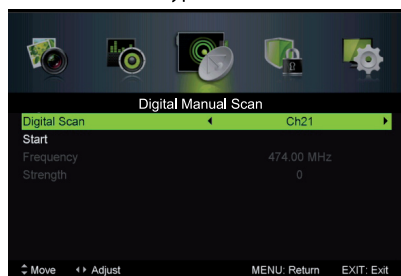 Digital Manual Scan
Digital Scan Ch21
Start
Frequency 474.00 MHz
Strength 0
Move Adjust MENU: Return EXIT: Exit